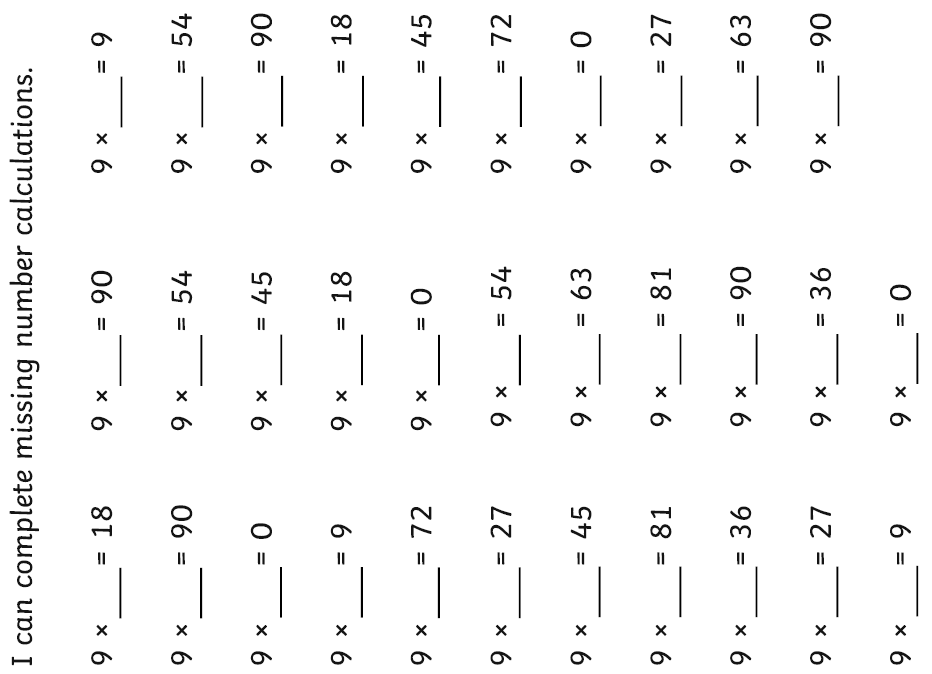 I can complete missing number calculations.
9 × ___ = 18 9 × ___ = 90 9 × ___ = 9
9 × ___ = 90 9 × ___ = 54 9 × ___ = 54
9 × ___ = 0 9 × ___ = 45 9 × ___ = 90
9 × ___ = 9 9 × ___ = 18 9 × ___ = 18
9 × ___ = 72 9 × ___ = 0 9 × ___ = 45
9 × ___ = 27 9 × ___ = 54 9 × ___ = 72
9 × ___ = 45 9 × ___ = 63 9 × ___ = 0
9 × ___ = 81 9 × ___ = 81 9 × ___ = 27
9 × ___ = 36 9 × ___ = 90 9 × ___ = 63
9 × ___ = 27 9 × ___ = 36 9 × ___ = 90
9 × ___ = 9 9 × ___ = 0